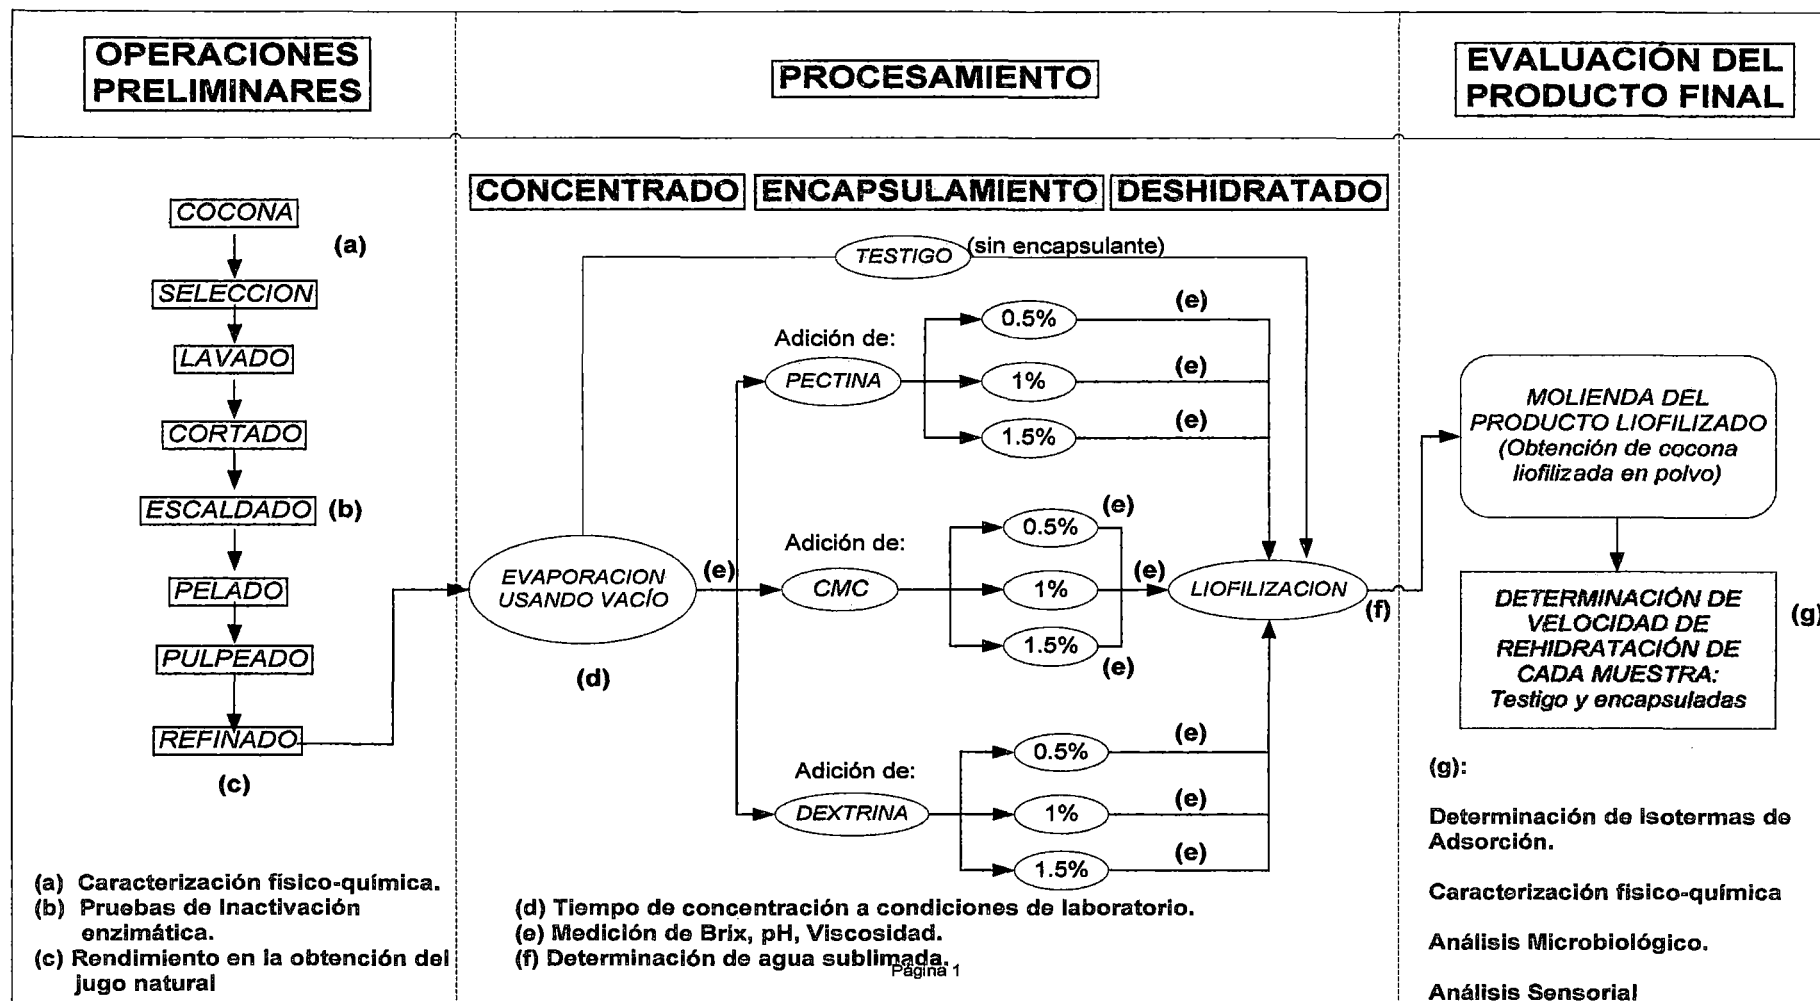 OPERACIONES
PRELIMINARES
PROCESAMIENTO
EVALUACIÓN DEL
PRODUCTO FINAL
COCONA
(a)
SELECCION
LAVADO
CORTADO
ESCALDADO
(b)
PELADO
PULPEADO
REFINADO
(c)
(a) Caracterización físico-química.
(b) Pruebas de Inactivación
enzimática.
(c) Rendimiento en la obtención del
jugo natural
CONCENTRADO
ENCAPSULAMIENTO
DESHIDRATADO
TESTIGO
(sin encapsulante)
EVAPORACION
USANDO VACÍO
(e)
(d)
Adición de:
PECTINA
0.5%
(e)
1%
(e)
1.5%
(e)
Adición de:
CMC
0.5%
(e)
1%
(e)
1.5%
(e)
Adición de:
DEXTRINA
0.5%
(e)
1%
(e)
1.5%
(e)
LIOFILIZACION
(f)
(d) Tiempo de concentración a condiciones de laboratorio.
(e) Medición de Brix, pH, Viscosidad.
(f) Determinación de agua sublimada.
Página 1
MOLIENDA DEL
PRODUCTO LIOFILIZADO
(Obtención de cocona
liofilizada en polvo)
DETERMINACIÓN DE
VELOCIDAD DE
REHIDRATACIÓN DE
CADA MUESTRA:
Testigo y encapsuladas
(g)
(g):
Determinación de Isotermas de
Adsorción.
Caracterización fisico-química
Análisis Microbiológico.
Análisis Sensorial